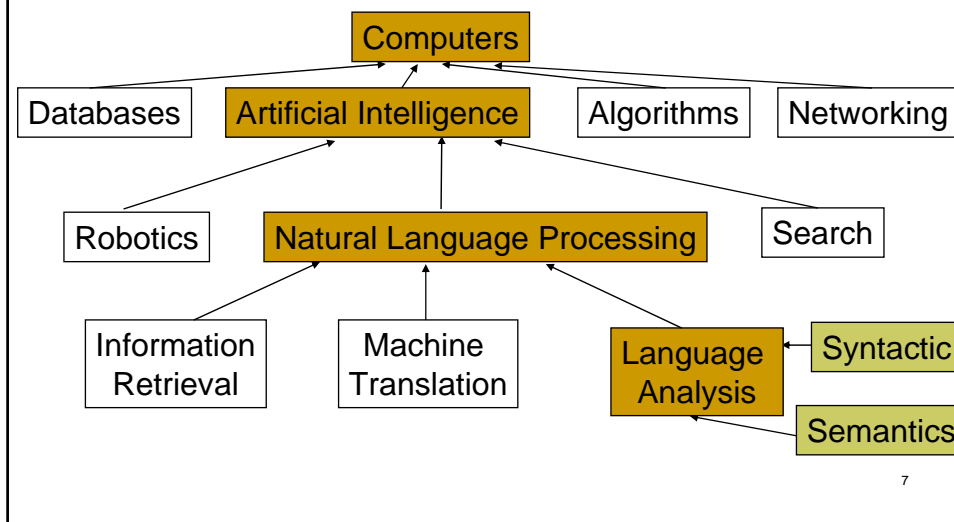 Computers
Databases
Artificial Intelligence
Algorithms
Networking
Robotics
Natural Language Processing
Search
Information
Retrieval
Machine
Translation
Language
Analysis
Syntactic
Semantics
7